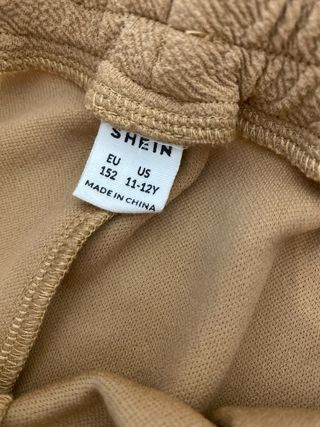 SHEIN
EU US
152 11-12Y
MADE IN CHINA